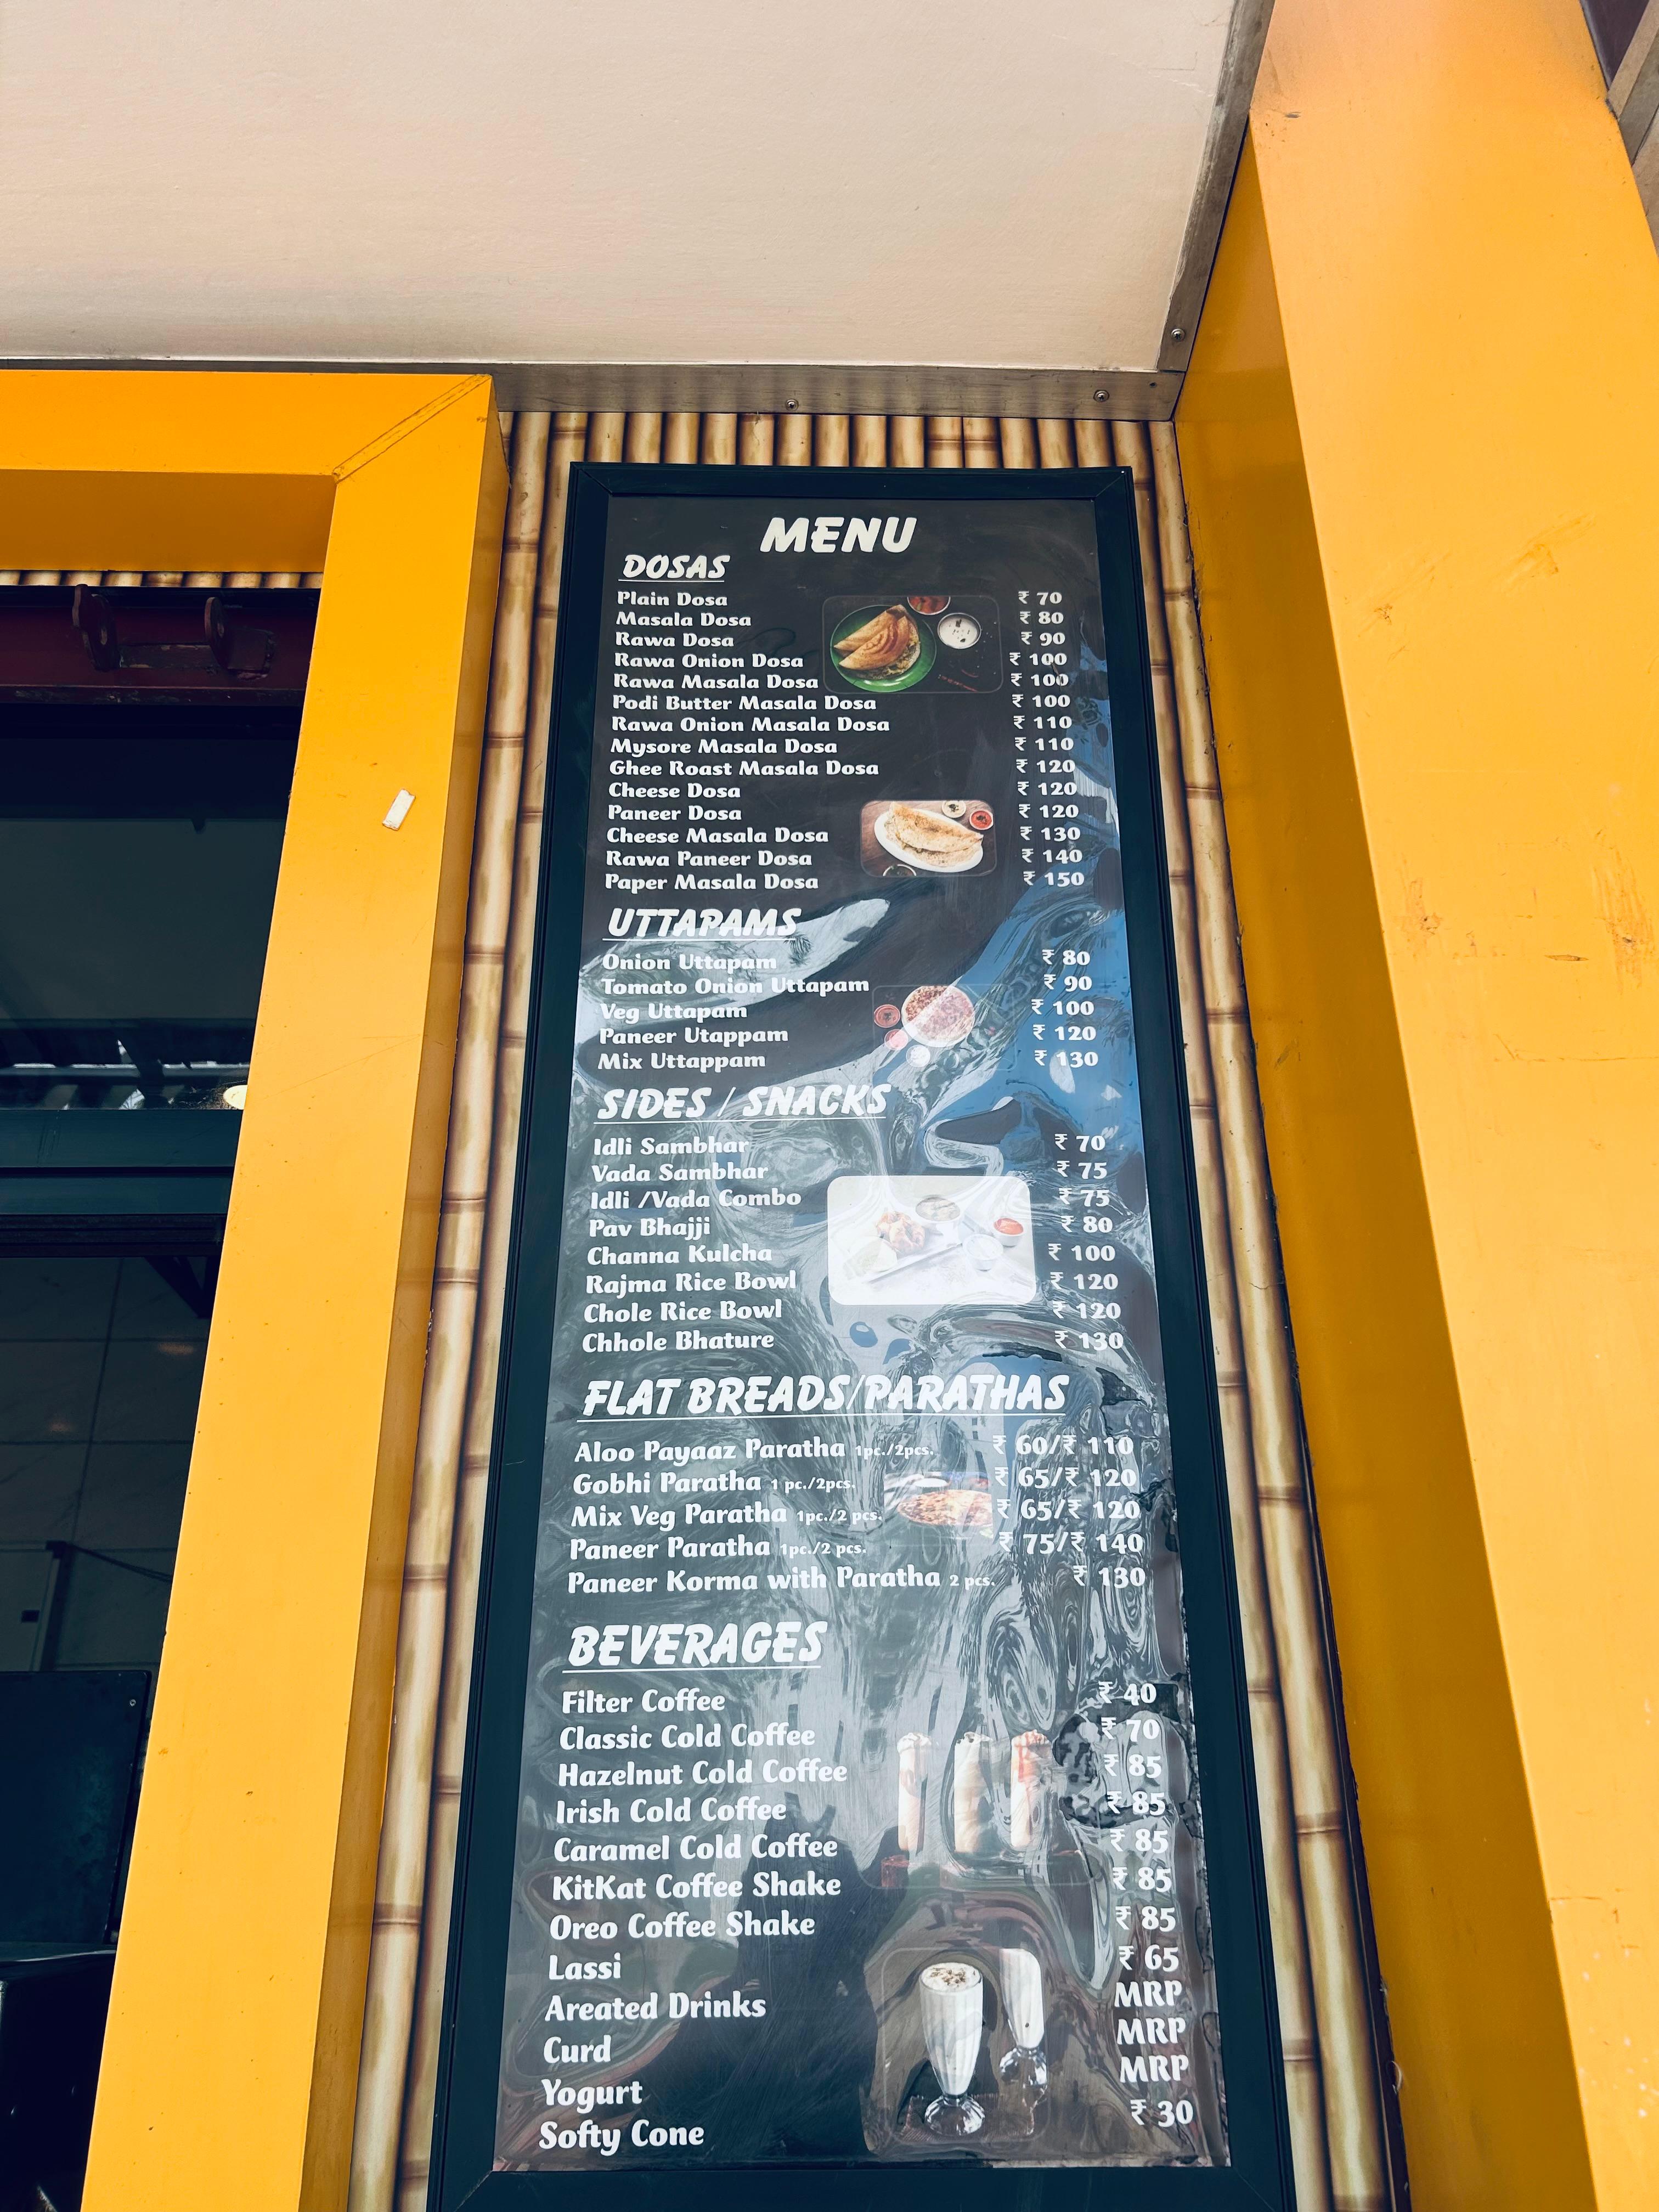 MENU
DOSAS
Plain Dosa ₹ 70
Masala Dosa ₹ 80
Rawa Dosa ₹ 90
Rawa Onion Dosa ₹ 100
Rawa Masala Dosa ₹ 100
Podi Butter Masala Dosa ₹ 100
Rawa Onion Masala Dosa ₹ 110
Mysore Masala Dosa ₹ 110
Ghee Roast Masala Dosa ₹ 120
Cheese Dosa ₹ 120
Paneer Dosa ₹ 120
Cheese Masala Dosa ₹ 130
Rawa Paneer Dosa ₹ 140
Paper Masala Dosa ₹ 150
UTTAPAMS
Onion Uttapam ₹ 80
Tomato Onion Uttapam ₹ 90
Veg Uttapam ₹ 100
Paneer Utappam ₹ 120
Mix Uttappam ₹ 130
SIDES / SNACKS
Idli Sambhar ₹ 70
Vada Sambhar ₹ 75
Idli /Vada Combo ₹ 75
Pav Bhajji ₹ 80
Channa Kulcha ₹ 100
Rajma Rice Bowl ₹ 120
Chole Rice Bowl ₹ 120
Chhole Bhature ₹ 130
FLAT BREADS/PARATHAS
Aloo Payaaz Paratha 1pc./2pcs. ₹ 60/₹ 110
Gobhi Paratha 1 pc./2pcs. ₹ 65/₹ 120
Mix Veg Paratha 1pc./2 pcs. ₹ 65/₹ 120
Paneer Paratha 1pc./2 pcs. ₹ 75/₹ 140
Paneer Korma with Paratha 2 pcs. ₹ 130
BEVERAGES
Filter Coffee ₹ 40
Classic Cold Coffee ₹ 70
Hazelnut Cold Coffee ₹ 85
Irish Cold Coffee ₹ 85
Caramel Cold Coffee ₹ 85
KitKat Coffee Shake ₹ 85
Oreo Coffee Shake ₹ 85
Lassi ₹ 65
Areated Drinks MRP
Curd MRP
Yogurt MRP
Softy Cone ₹ 30